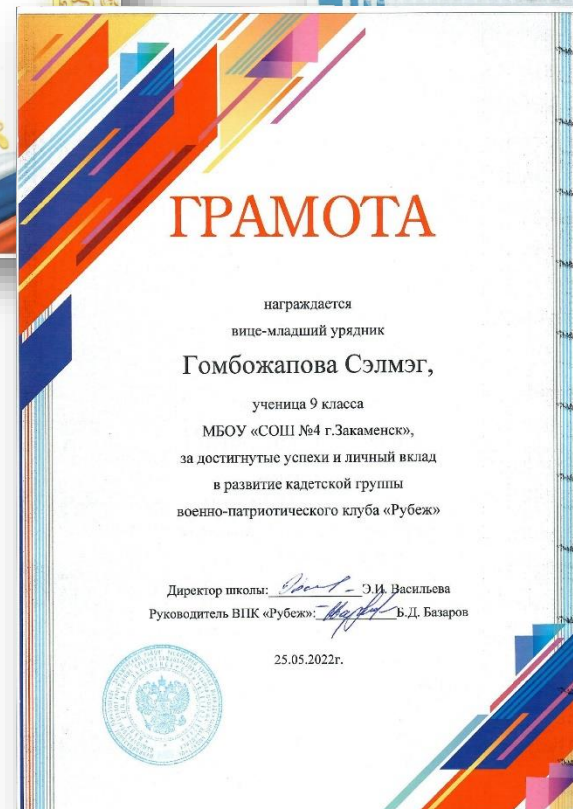 ГРАМОТА
награждается
вице-младший урядник
Гомбожапова Сэлмэг,
ученица 9 класса
МБОУ «СОШ №4 г.Закаменск»,
за достигнутые успехи и личный вклад
в развитие кадетской группы
военно-патриотического клуба «Рубеж»
Директор школы: Э.И. Васильева
Руководитель ВПК «Рубеж»: Б.Д. Базаров
25.05.2022г.